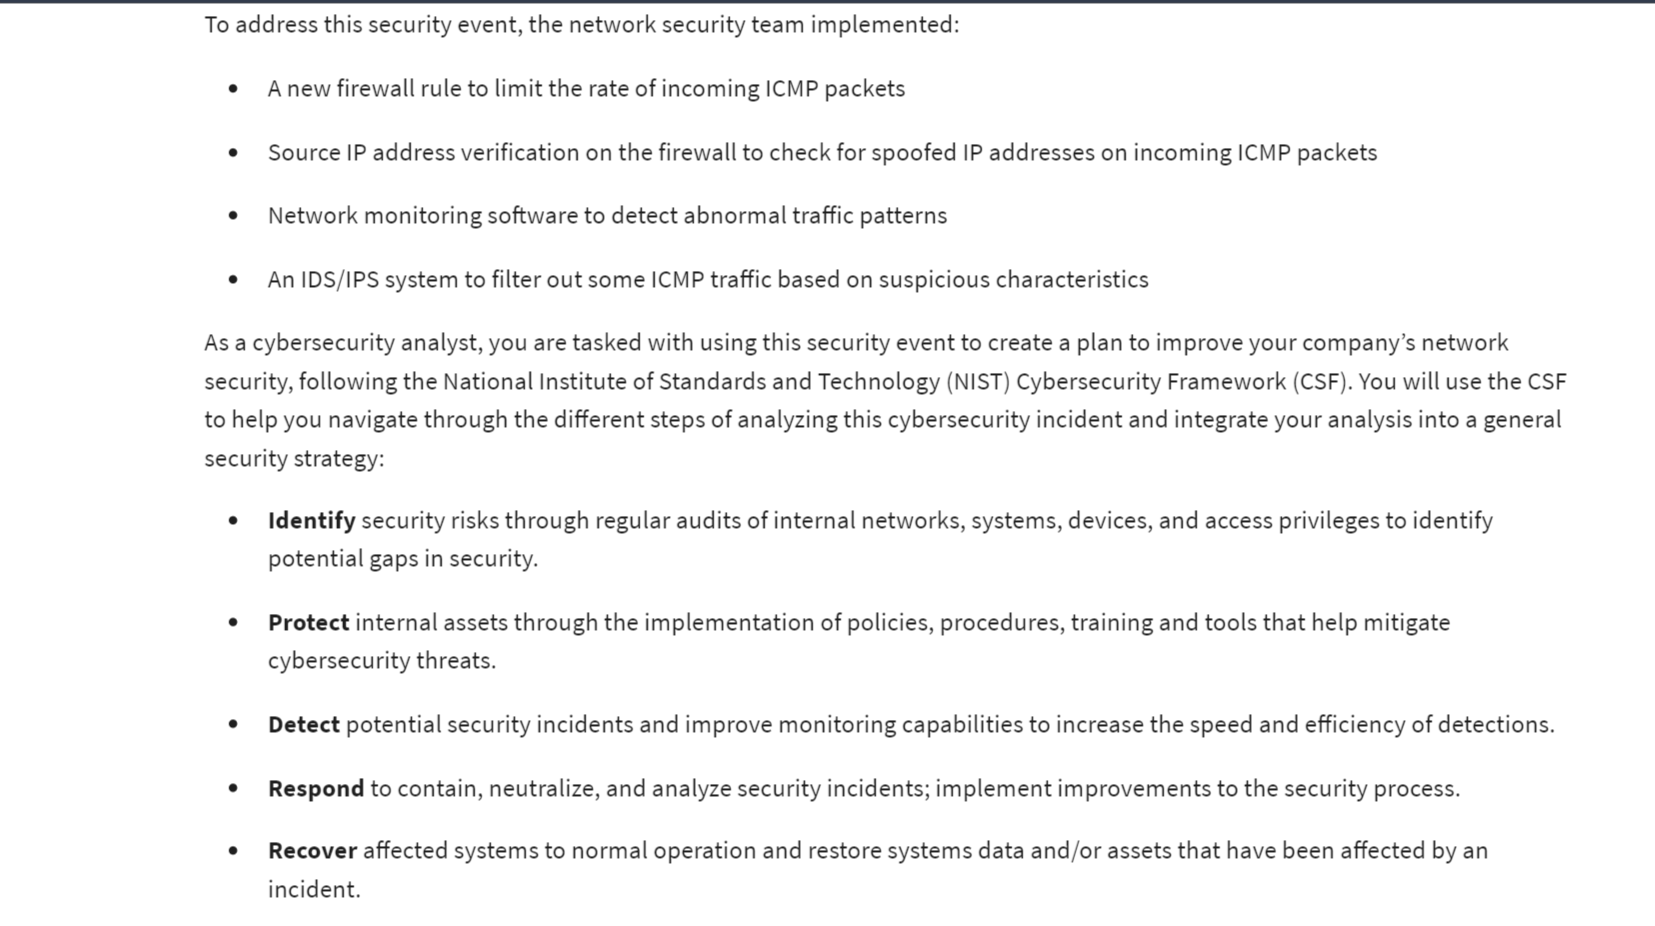 To address this security event, the network security team implemented:
• A new firewall rule to limit the rate of incoming ICMP packets
• Source IP address verification on the firewall to check for spoofed IP addresses on incoming ICMP packets
• Network monitoring software to detect abnormal traffic patterns
• An IDS/IPS system to filter out some ICMP traffic based on suspicious characteristics
As a cybersecurity analyst, you are tasked with using this security event to create a plan to improve your company’s network
security, following the National Institute of Standards and Technology (NIST) Cybersecurity Framework (CSF). You will use the CSF
to help you navigate through the different steps of analyzing this cybersecurity incident and integrate your analysis into a general
security strategy:
• Identify security risks through regular audits of internal networks, systems, devices, and access privileges to identify
potential gaps in security.
• Protect internal assets through the implementation of policies, procedures, training and tools that help mitigate
cybersecurity threats.
• Detect potential security incidents and improve monitoring capabilities to increase the speed and efficiency of detections.
• Respond to contain, neutralize, and analyze security incidents; implement improvements to the security process.
• Recover affected systems to normal operation and restore systems data and/or assets that have been affected by an
incident.